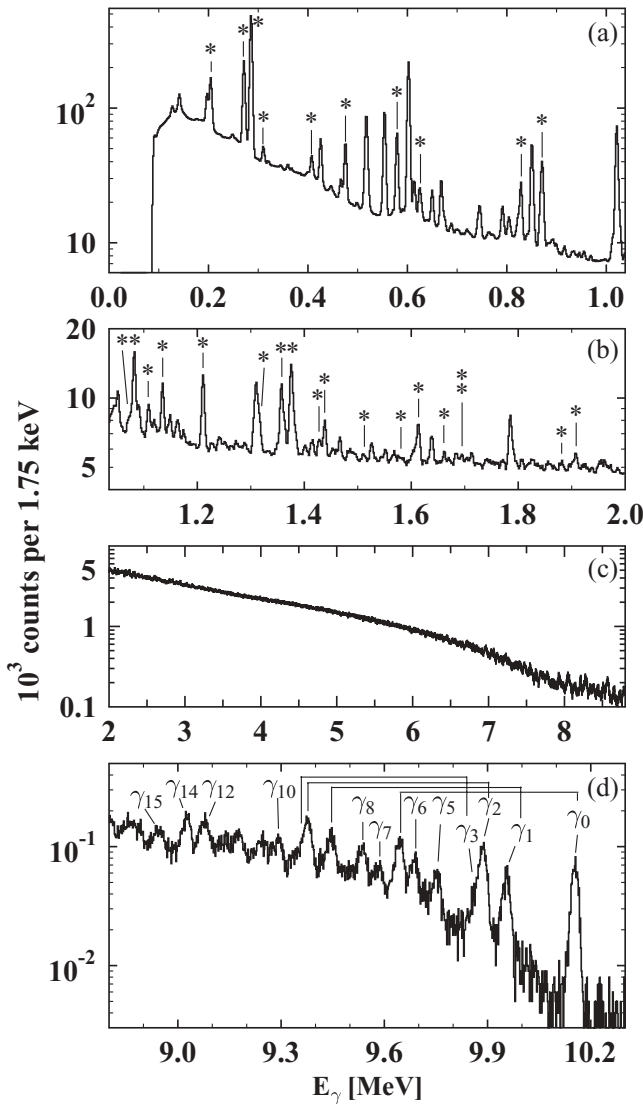 (a)
* * * * * * * * * * *
10²
10
0.0 0.2 0.4 0.6 0.8 1.0
(b)
** * * * * ** * * * * * * * * * *
20
10
5
1.2 1.4 1.6 1.8 2.0
(c)
5
1
0.1
2 3 4 5 6 7 8
(d)
γ15 γ14 γ12 γ10 γ8 γ7 γ6 γ5 γ3 γ2 γ1 γ0
10⁻¹
10⁻²
9.0 9.3 9.6 9.9 10.2
10³ counts per 1.75 keV
Eγ [MeV]